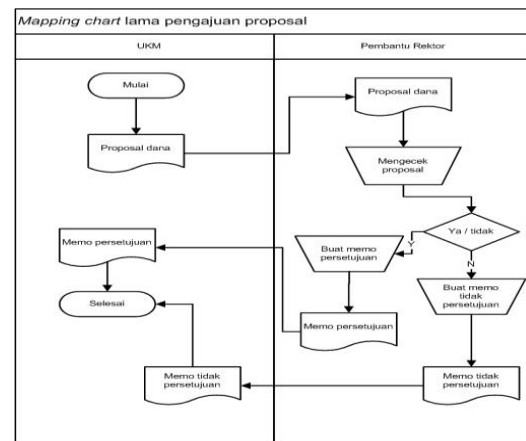 Mapping chart lama pengajuan proposal
UKM
Pembantu Rektor
Mulai
Proposal dana
Proposal dana
Mengecek
proposal
Ya / tidak
Y
N
Memo persetujuan
Buat memo
persetujuan
Buat memo
tidak
persetujuan
Selesai
Memo persetujuan
Memo tidak
persetujuan
Memo tidak
persetujuan